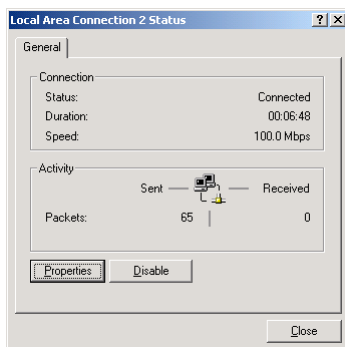 Local Area Connection 2 Status
General
Connection
Status: Connected
Duration: 00:06:48
Speed: 100.0 Mbps
Activity
Sent Received
Packets: 65 0
Properties Disable
Close